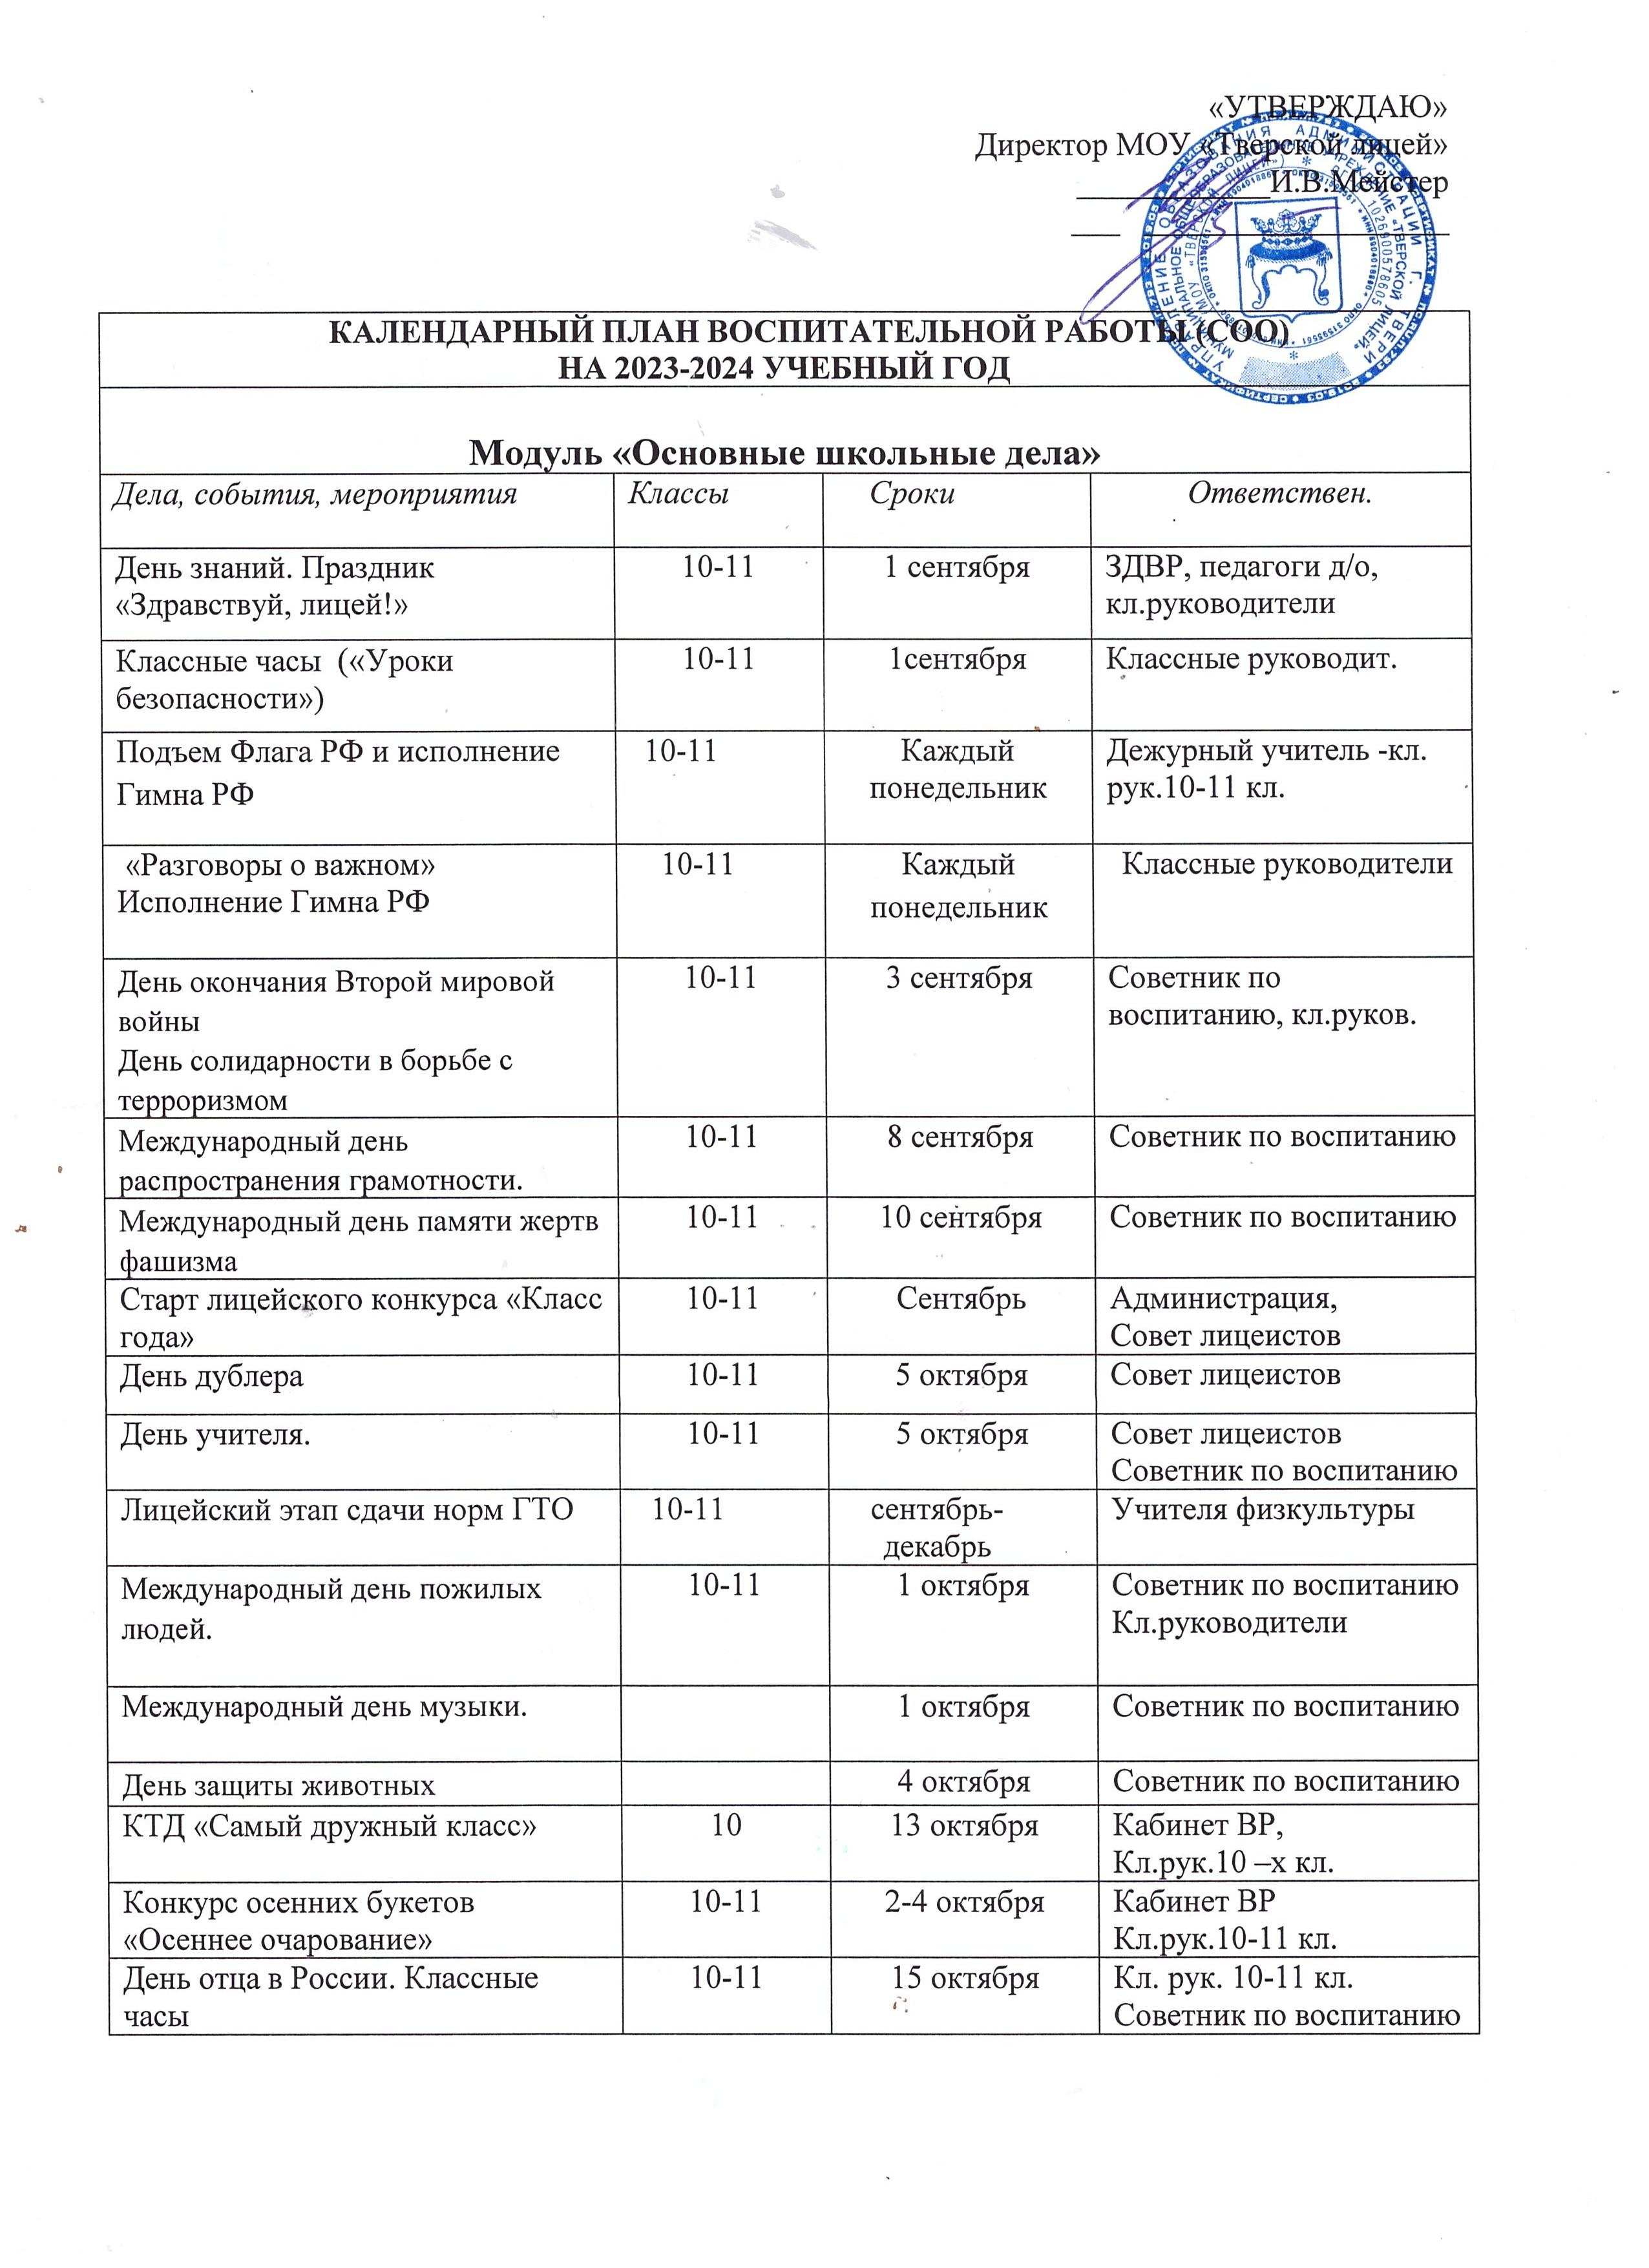 «УТВЕРЖДАЮ»
Директор МОУ «Тверской лицей»
____________И.В.Мейстер
КАЛЕНДАРНЫЙ ПЛАН ВОСПИТАТЕЛЬНОЙ РАБОТЫ (СОО)
НА 2023-2024 УЧЕБНЫЙ ГОД
Модуль «Основные школьные дела»
Дела, события, мероприятия Классы Сроки Ответствен.
День знаний. Праздник 10-11 1 сентября ЗДВР, педагоги д/о,
«Здравствуй, лицей!» кл.руководители
Классные часы («Уроки 10-11 1сентября Классные руководит.
безопасности»)
Подъем Флага РФ и исполнение 10-11 Каждый Дежурный учитель -кл.
Гимна РФ понедельник рук.10-11 кл.
«Разговоры о важном» 10-11 Каждый Классные руководители
Исполнение Гимна РФ понедельник
День окончания Второй мировой 10-11 3 сентября Советник по
войны воспитанию, кл.руков.
День солидарности в борьбе с
терроризмом
Международный день 10-11 8 сентября Советник по воспитанию
распространения грамотности.
Международный день памяти жертв 10-11 10 сентября Советник по воспитанию
фашизма
Старт лицейского конкурса «Класс 10-11 Сентябрь Администрация,
года» Совет лицеистов
День дублера 10-11 5 октября Совет лицеистов
День учителя. 10-11 5 октября Совет лицеистов
Советник по воспитанию
Лицейский этап сдачи норм ГТО 10-11 сентябрь- Учителя физкультуры
декабрь
Международный день пожилых 10-11 1 октября Советник по воспитанию
людей. Кл.руководители
Международный день музыки. 1 октября Советник по воспитанию
День защиты животных 4 октября Советник по воспитанию
КТД «Самый дружный класс» 10 13 октября Кабинет ВР,
Кл.рук.10 –х кл.
Конкурс осенних букетов 10-11 2-4 октября Кабинет ВР
«Осеннее очарование» Кл.рук.10-11 кл.
День отца в России. Классные 10-11 15 октября Кл. рук. 10-11 кл.
часы Советник по воспитанию